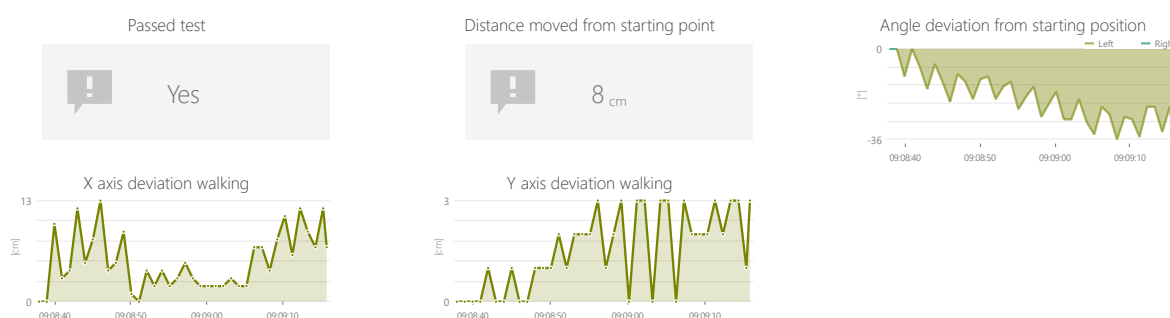 Passed test
Yes
Distance moved from starting point
8 cm
Angle deviation from starting position
Left
0
[°]
-36
09:08:40 09:08:50 09:09:00 09:09:10
X axis deviation walking
13
[cm]
0
09:08:40 09:08:50 09:09:00 09:09:10
Y axis deviation walking
3
[cm]
0
09:08:40 09:08:50 09:09:00 09:09:10